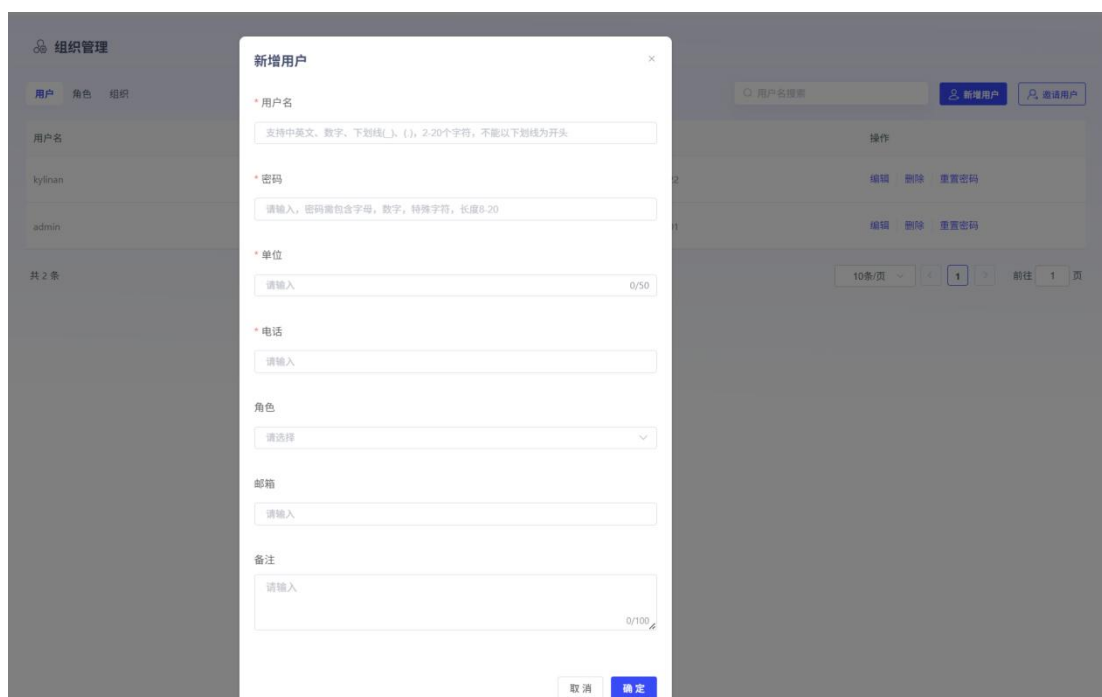 组织管理
新增用户
用户 角色 组织
用户名搜索
新增用户
邀请用户
* 用户名
支持中英文、数字、下划线(_)、(.)，2-20个字符，不能以下划线为开头
用户名
操作
* 密码
kylinan
22
编辑 删除 重置密码
请输入，密码需包含字母，数字，特殊字符，长度8-20
admin
编辑 删除 重置密码
* 单位
共 2 条
请输入
0/50
10条/页
1
前往 1 页
* 电话
请输入
角色
请选择
邮箱
请输入
备注
请输入
0/100
取消
确定